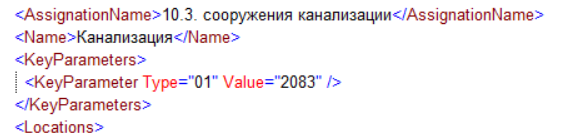 <AssignationName>10.3. сооружения канализации</AssignationName>
<Name>Канализация</Name>
<KeyParameters>
<KeyParameter Type="01" Value="2083" />
</KeyParameters>
<Locations>